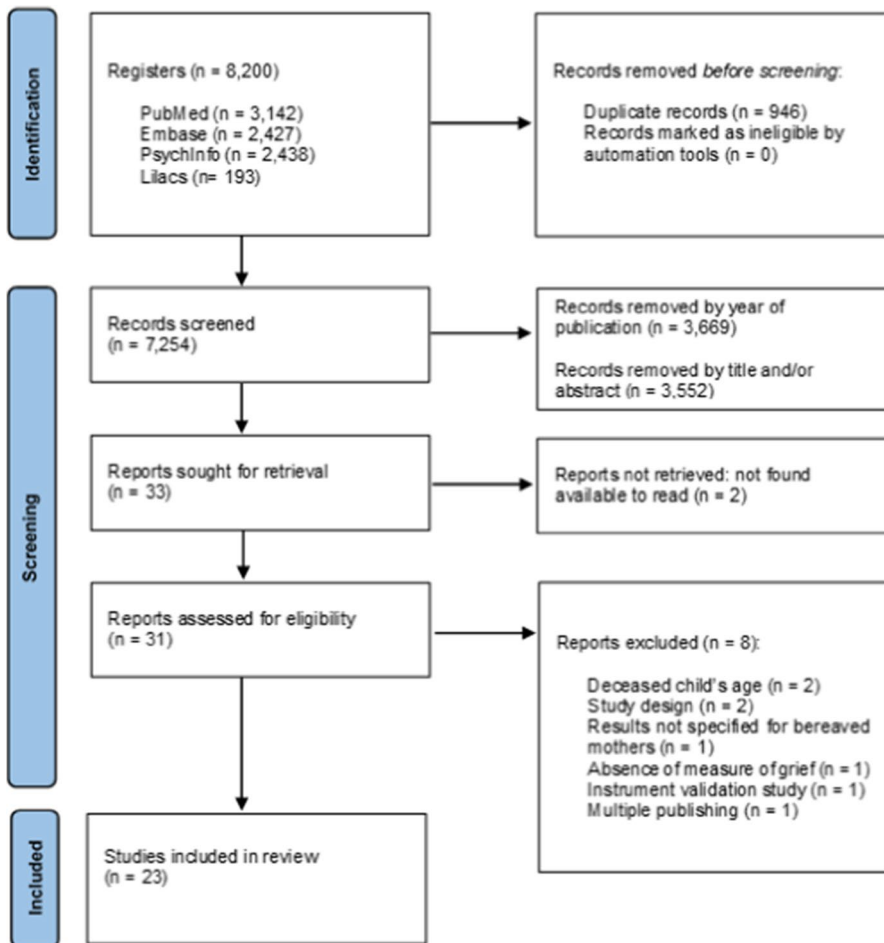 Identification
Registers (n = 8,200)
PubMed (n = 3,142)
Embase (n = 2,427)
PsychInfo (n = 2,438)
Lilacs (n= 193)
Records removed before screening:
Duplicate records (n = 946)
Records marked as ineligible by
automation tools (n = 0)
Screening
Records screened
(n = 7,254)
Records removed by year of
publication (n = 3,669)
Records removed by title and/or
abstract (n = 3,552)
Reports sought for retrieval
(n = 33)
Reports not retrieved: not found
available to read (n = 2)
Reports assessed for eligibility
(n = 31)
Reports excluded (n = 8):
Deceased child's age (n = 2)
Study design (n = 2)
Results not specified for bereaved
mothers (n = 1)
Absence of measure of grief (n = 1)
Instrument validation study (n = 1)
Multiple publishing (n = 1)
Included
Studies included in review
(n = 23)